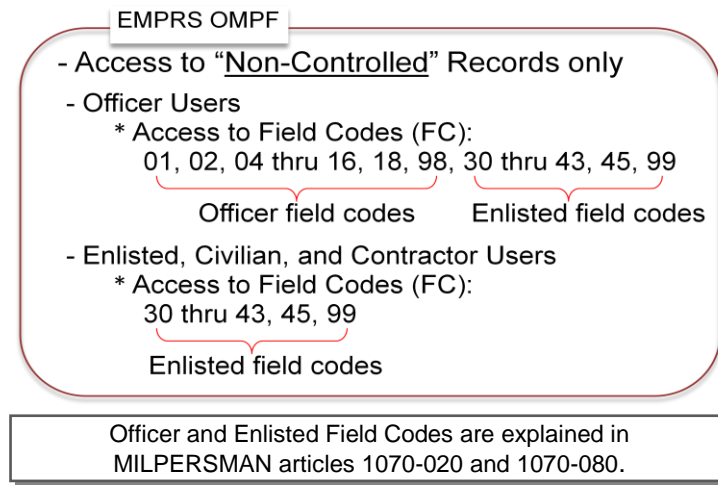 EMPRS OMPF
- Access to “Non-Controlled” Records only
- Officer Users
* Access to Field Codes (FC):
01, 02, 04 thru 16, 18, 98, 30 thru 43, 45, 99
Officer field codes Enlisted field codes
- Enlisted, Civilian, and Contractor Users
* Access to Field Codes (FC):
30 thru 43, 45, 99
Enlisted field codes
Officer and Enlisted Field Codes are explained in
MILPERSMAN articles 1070-020 and 1070-080.